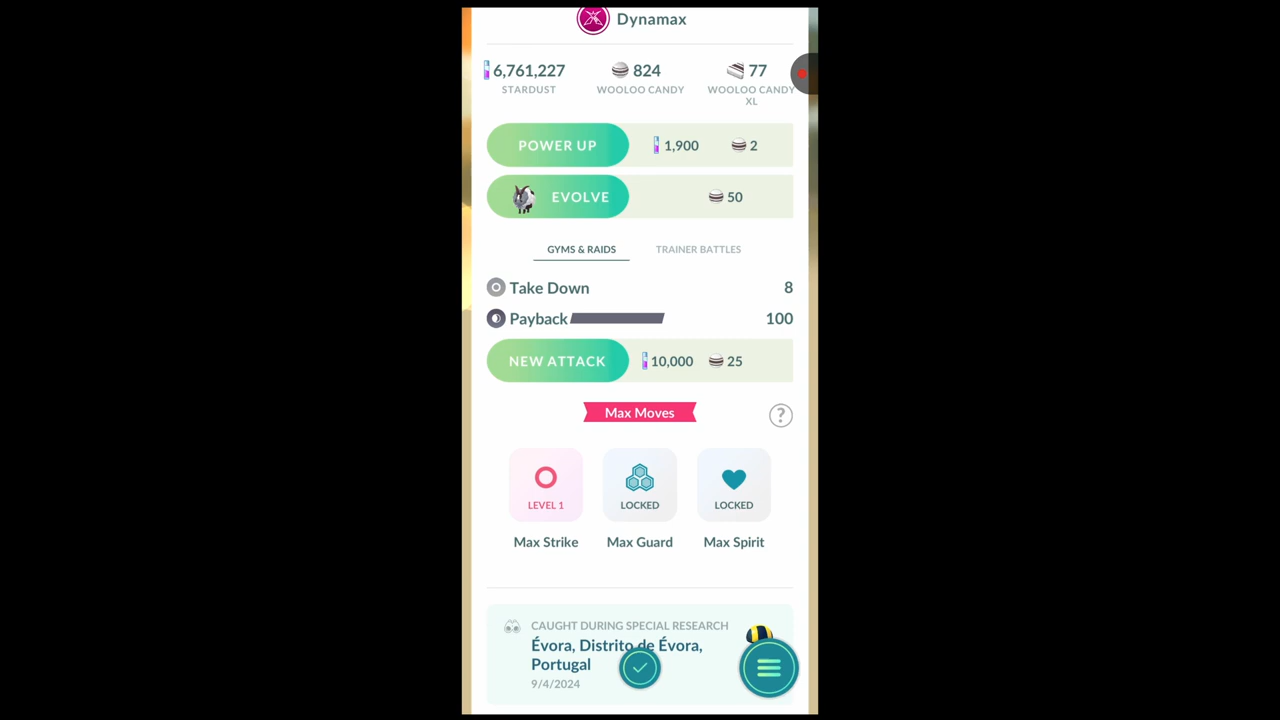 Dynamax
6,761,227 824 77
STARDUST WOOLOO CANDY WOOLOO CANDY XL
POWER UP 1,900 2
EVOLVE 50
GYMS & RAIDS TRAINER BATTLES
Take Down 8
Payback 100
NEW ATTACK 10,000 25
Max Moves ?
LEVEL 1 LOCKED LOCKED
Max Strike Max Guard Max Spirit
CAUGHT DURING SPECIAL RESEARCH
Évora, Distrito de Évora,
Portugal
9/4/2024